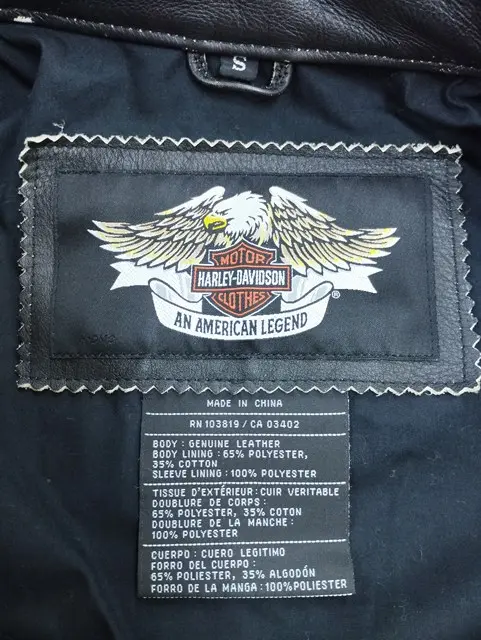 S
MOTOR
HARLEY-DAVIDSON
CLOTHES
®
AN AMERICAN LEGEND
MADE IN CHINA
RN 103819 / CA 03402
BODY : GENUINE LEATHER
BODY LINING : 65% POLYESTER,
35% COTTON
SLEEVE LINING : 100% POLYESTER
TISSUE D'EXTÉRIEUR : CUIR VERITABLE
DOUBLURE DE CORPS :
65% POLYESTER, 35% COTON
DOUBLURE DE LA MANCHE :
100% POLYESTER
CUERPO : CUERO LEGITIMO
FORRO DEL CUERPO :
65% POLIESTER, 35% ALGODÓN
FORRO DE LA MANGA : 100%POLIESTER